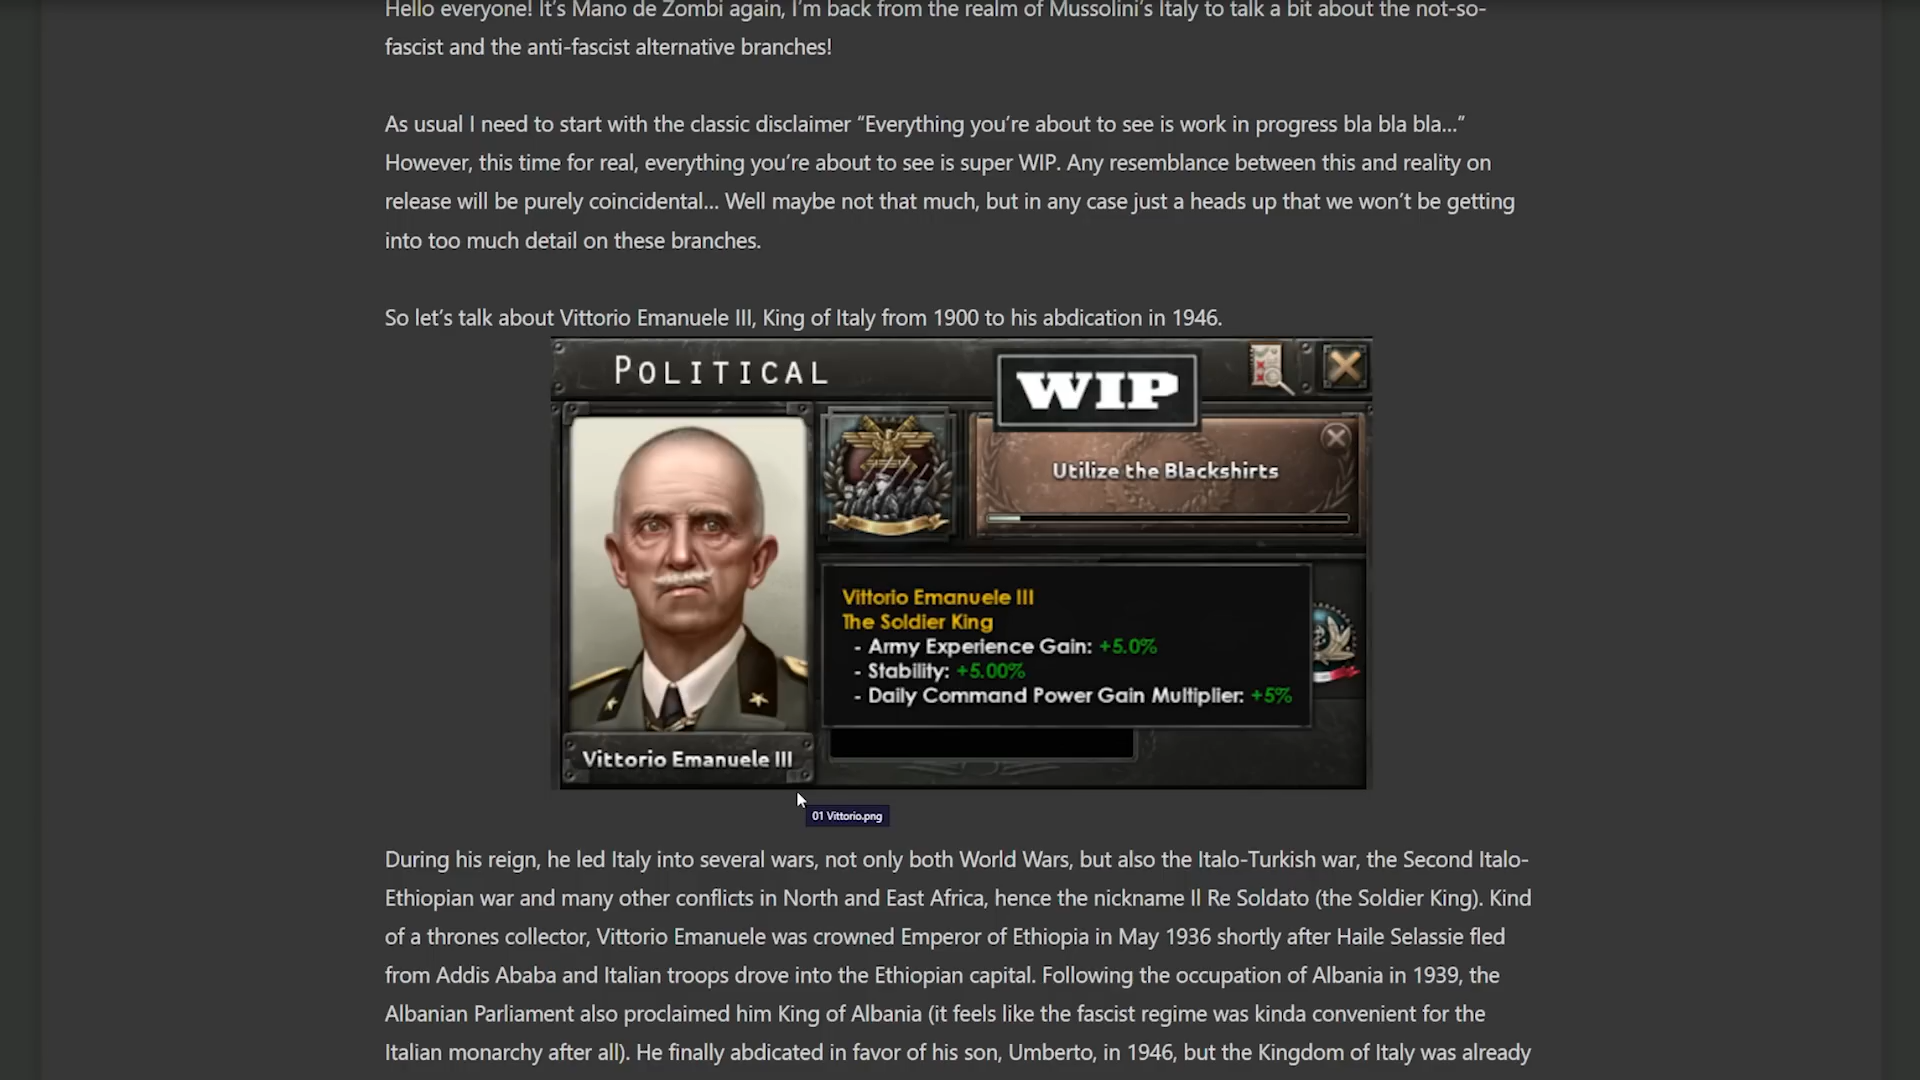 Hello everyone! It’s Mano de Zombi again, I’m back from the realm of Mussolini’s Italy to talk a bit about the not-so-
fascist and the anti-fascist alternative branches!
As usual I need to start with the classic disclaimer “Everything you’re about to see is work in progress bla bla bla...”
However, this time for real, everything you’re about to see is super WIP. Any resemblance between this and reality on
release will be purely coincidental... Well maybe not that much, but in any case just a heads up that we won’t be getting
into too much detail on these branches.
So let’s talk about Vittorio Emanuele III, King of Italy from 1900 to his abdication in 1946.
POLITICAL
WIP
Utilize the Blackshirts
Vittorio Emanuele III
The Soldier King
- Army Experience Gain: +5.0%
- Stability: +5.00%
- Daily Command Power Gain Multiplier: +5%
Vittorio Emanuele III
01 Vittorio.png
During his reign, he led Italy into several wars, not only both World Wars, but also the Italo-Turkish war, the Second Italo-
Ethiopian war and many other conflicts in North and East Africa, hence the nickname Il Re Soldato (the Soldier King). Kind
of a thrones collector, Vittorio Emanuele was crowned Emperor of Ethiopia in May 1936 shortly after Haile Selassie fled
from Addis Ababa and Italian troops drove into the Ethiopian capital. Following the occupation of Albania in 1939, the
Albanian Parliament also proclaimed him King of Albania (it feels like the fascist regime was kinda convenient for the
Italian monarchy after all). He finally abdicated in favor of his son, Umberto, in 1946, but the Kingdom of Italy was already